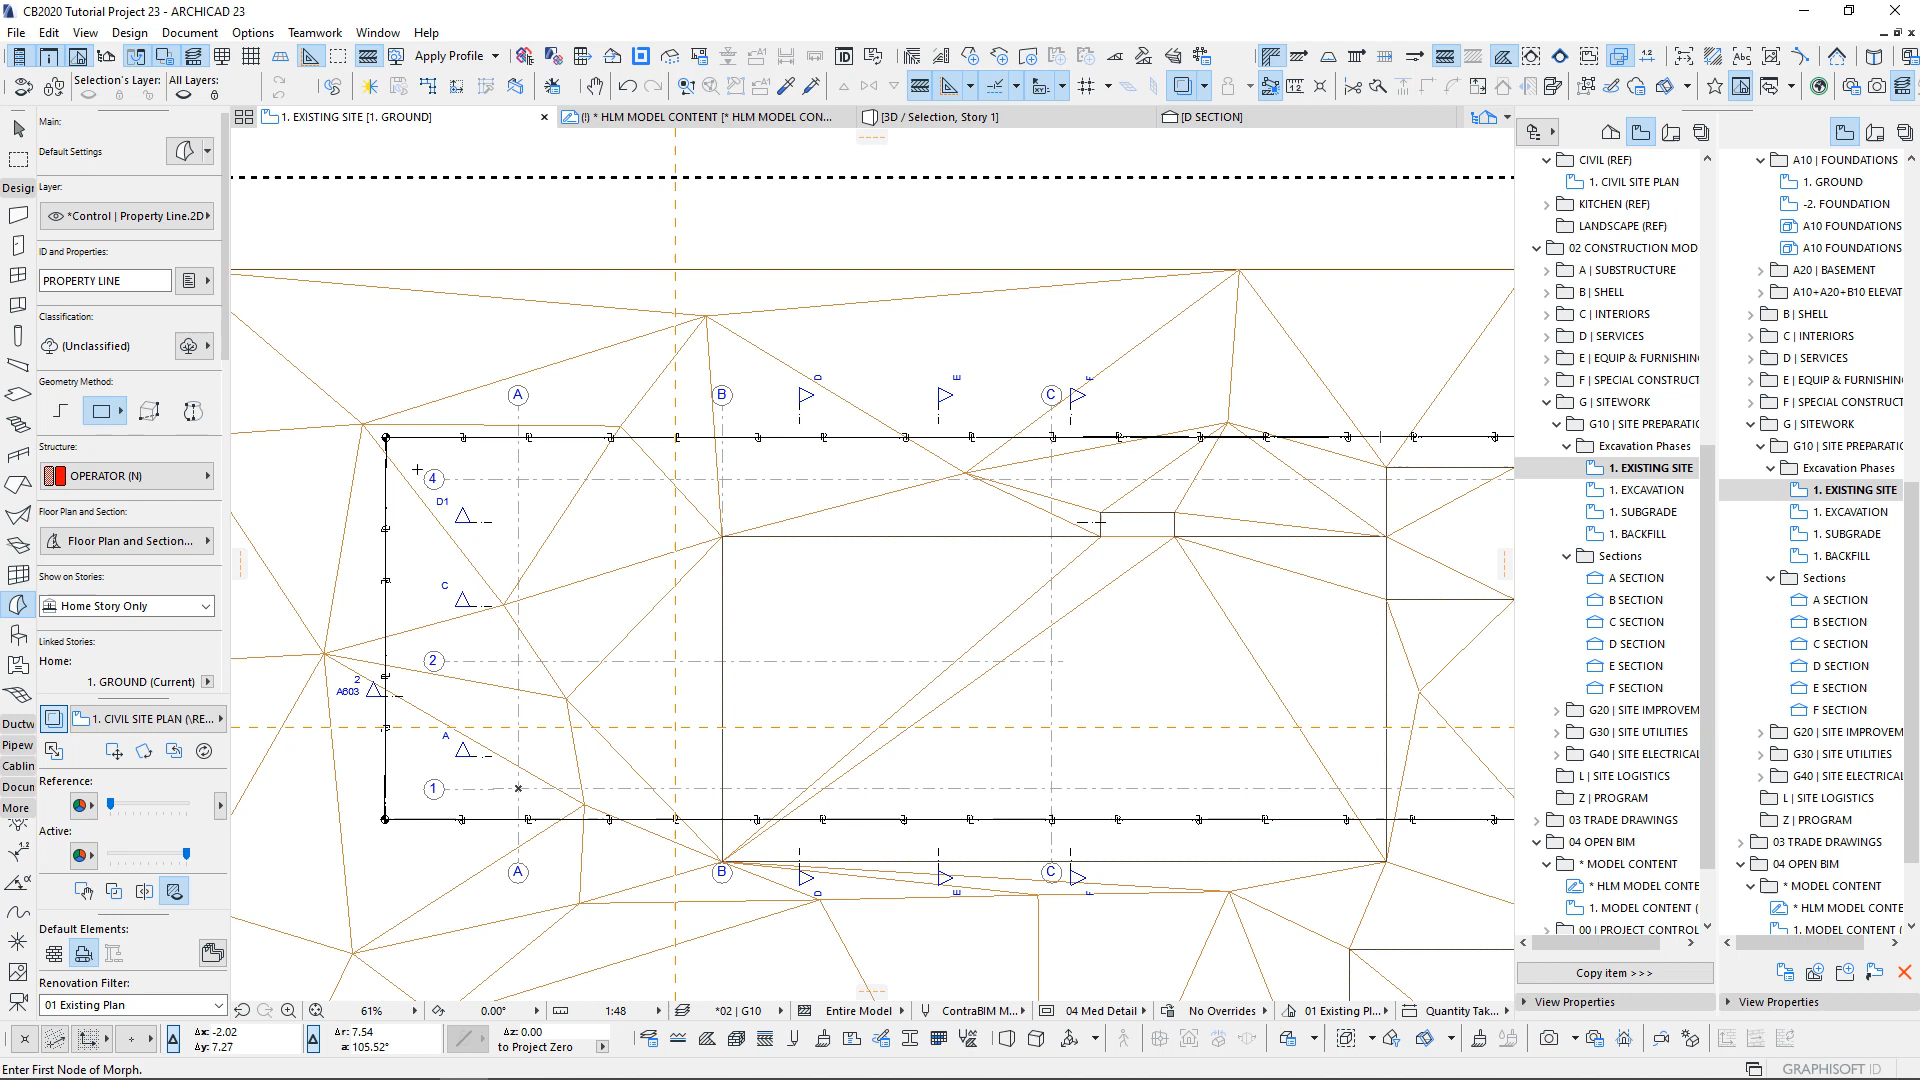 CB2020 Tutorial Project 23 - ARCHICAD 23
File Edit View Design Document Options Teamwork Window Help
Apply Profile
Selection's Layer: All Layers:
1. EXISTING SITE [1. GROUND]
(!) * HLM MODEL CONTENT [* HLM MODEL CON...
[3D / Selection, Story 1]
[D SECTION]
Main:
Default Settings
Layer:
*Control | Property Line.2D
ID and Properties:
PROPERTY LINE
Classification:
(Unclassified)
Geometry Method:
Structure:
OPERATOR (N)
Floor Plan and Section:
Floor Plan and Section...
Show on Stories:
Home Story Only
Linked Stories:
Home:
1. GROUND (Current)
1. CIVIL SITE PLAN (\RE...
Reference:
Active:
Default Elements:
Renovation Filter:
01 Existing Plan
Design
Ductw
Pipew
Cablin
Docun
More
A
B
C
D
E
F
4
D1
C
2
2
A603
A
1
A
B
C
D
E
F
CIVIL (REF)
1. CIVIL SITE PLAN
KITCHEN (REF)
LANDSCAPE (REF)
02 CONSTRUCTION MOD
A | SUBSTRUCTURE
B | SHELL
C | INTERIORS
D | SERVICES
E | EQUIP & FURNISHIN
F | SPECIAL CONSTRUCT
G | SITEWORK
G10 | SITE PREPARATIC
Excavation Phases
1. EXISTING SITE
1. EXCAVATION
1. SUBGRADE
1. BACKFILL
Sections
A SECTION
B SECTION
C SECTION
D SECTION
E SECTION
F SECTION
G20 | SITE IMPROVEM
G30 | SITE UTILITIES
G40 | SITE ELECTRICAL
L | SITE LOGISTICS
Z | PROGRAM
03 TRADE DRAWINGS
04 OPEN BIM
* MODEL CONTENT
* HLM MODEL CONTE
1. MODEL CONTENT (
00 | PROJECT CONTROL
Copy item >>>
View Properties
A10 | FOUNDATIONS
1. GROUND
-2. FOUNDATION
A10 FOUNDATIONS
A10 FOUNDATIONS
A20 | BASEMENT
A10+A20+B10 ELEVAT
B | SHELL
C | INTERIORS
D | SERVICES
E | EQUIP & FURNISHIN
F | SPECIAL CONSTRUCT
G | SITEWORK
G10 | SITE PREPARATIC
Excavation Phases
1. EXISTING SITE
1. EXCAVATION
1. SUBGRADE
1. BACKFILL
Sections
A SECTION
B SECTION
C SECTION
D SECTION
E SECTION
F SECTION
G20 | SITE IMPROVEM
G30 | SITE UTILITIES
G40 | SITE ELECTRICAL
L | SITE LOGISTICS
Z | PROGRAM
03 TRADE DRAWINGS
04 OPEN BIM
* MODEL CONTENT
* HLM MODEL CONTE
1. MODEL CONTENT (
View Properties
61% 0.00° 1:48 *02 | G10 Entire Model ContraBIM M... 04 Med Detail No Overrides 01 Existing Pl... Quantity Tak...
Δx: -2.02
Δy: 7.27
Δr: 7.54
a: 105.52°
Δz: 0.00
to Project Zero
Enter First Node of Morph.
GRAPHISOFT ID